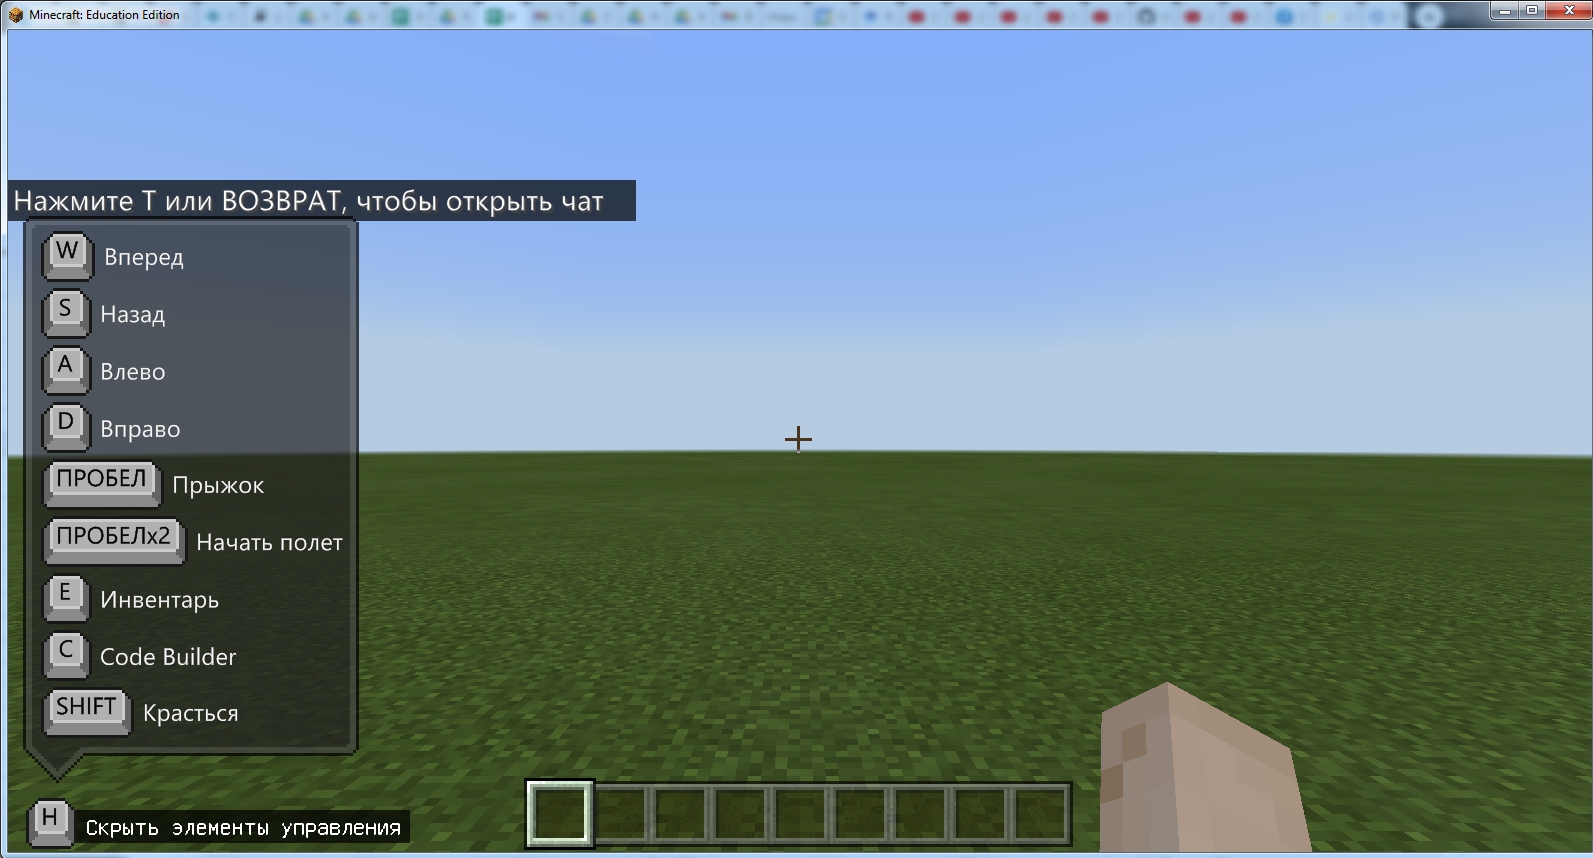 Minecraft: Education Edition
Нажмите T или ВОЗВРАТ, чтобы открыть чат
W Вперед
S Назад
A Влево
D Вправо
ПРОБЕЛ Прыжок
ПРОБЕЛx2 Начать полет
E Инвентарь
C Code Builder
SHIFT Красться
H Скрыть элементы управления